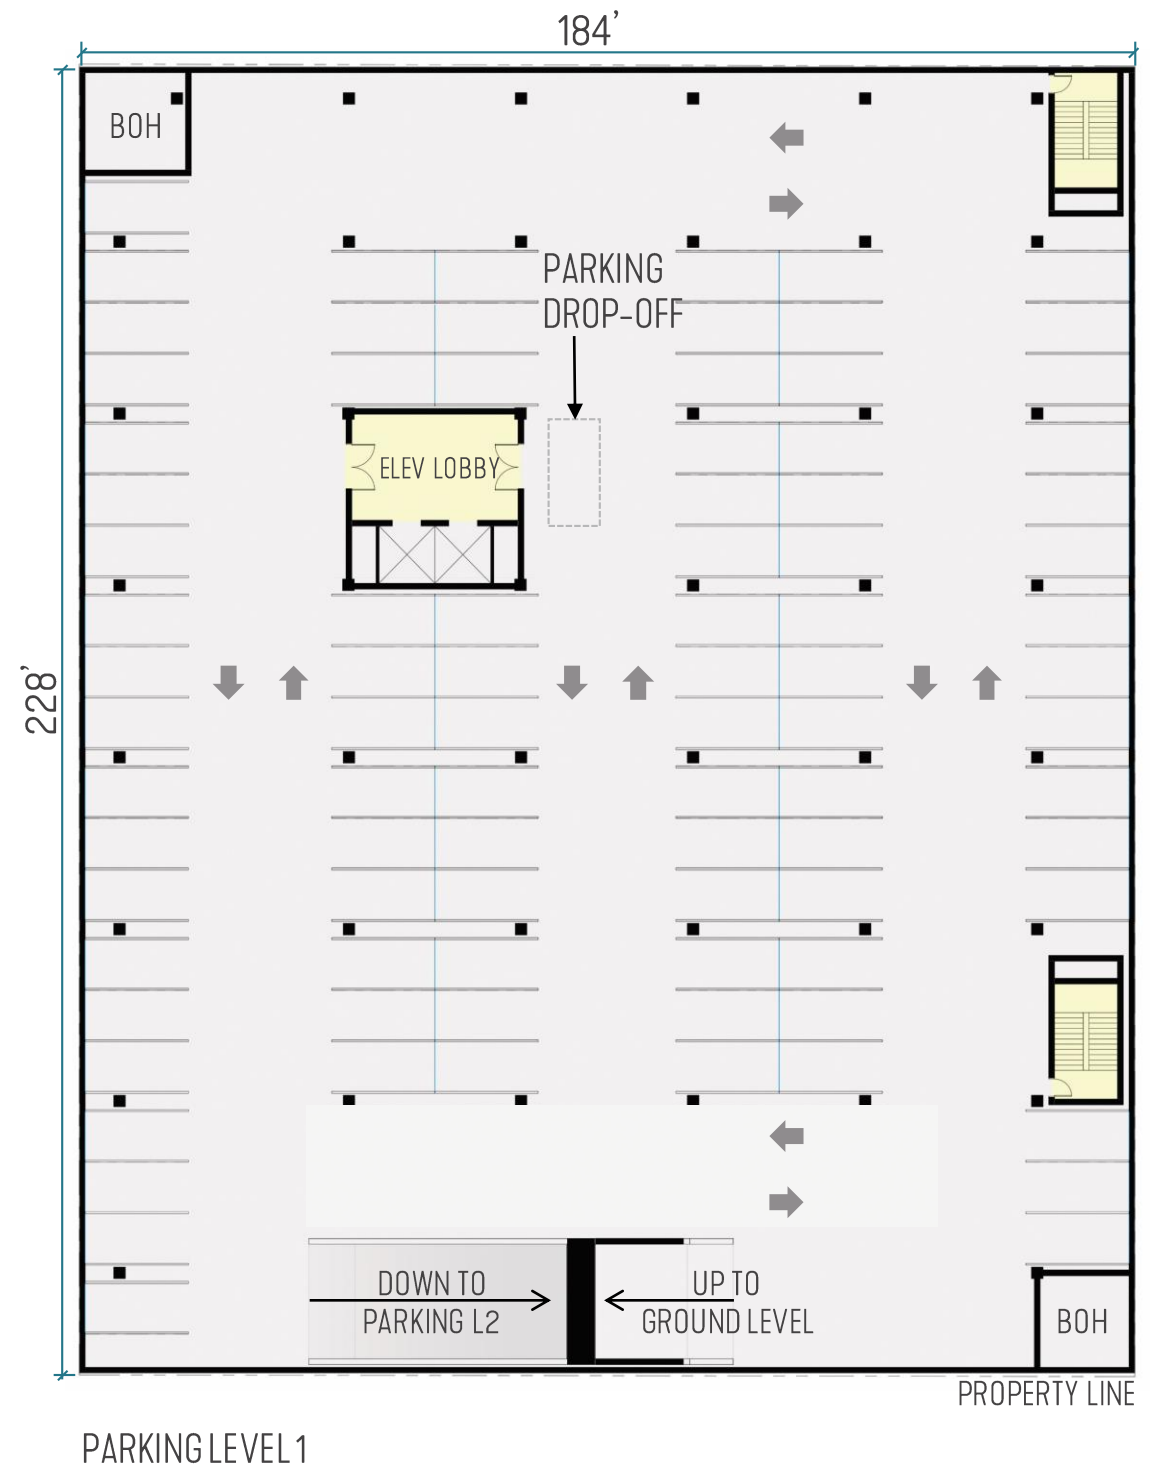 184'
BOH
PARKING
DROP-OFF
ELEV LOBBY
228'
DOWN TO
PARKING L2
UP TO
GROUND LEVEL
BOH
PROPERTY LINE
PARKING LEVEL 1